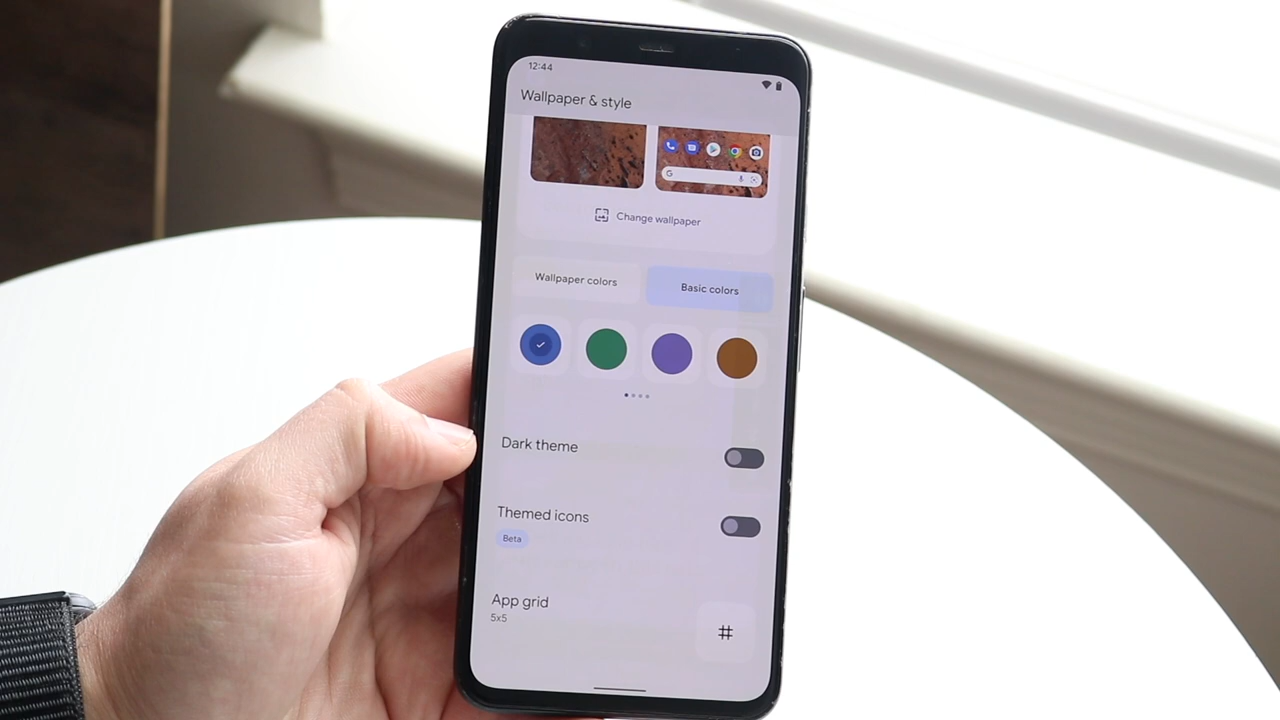 12:44
Wallpaper & style
G
Change wallpaper
Wallpaper colors
Basic colors
Dark theme
Themed icons
Beta
App grid
5x5